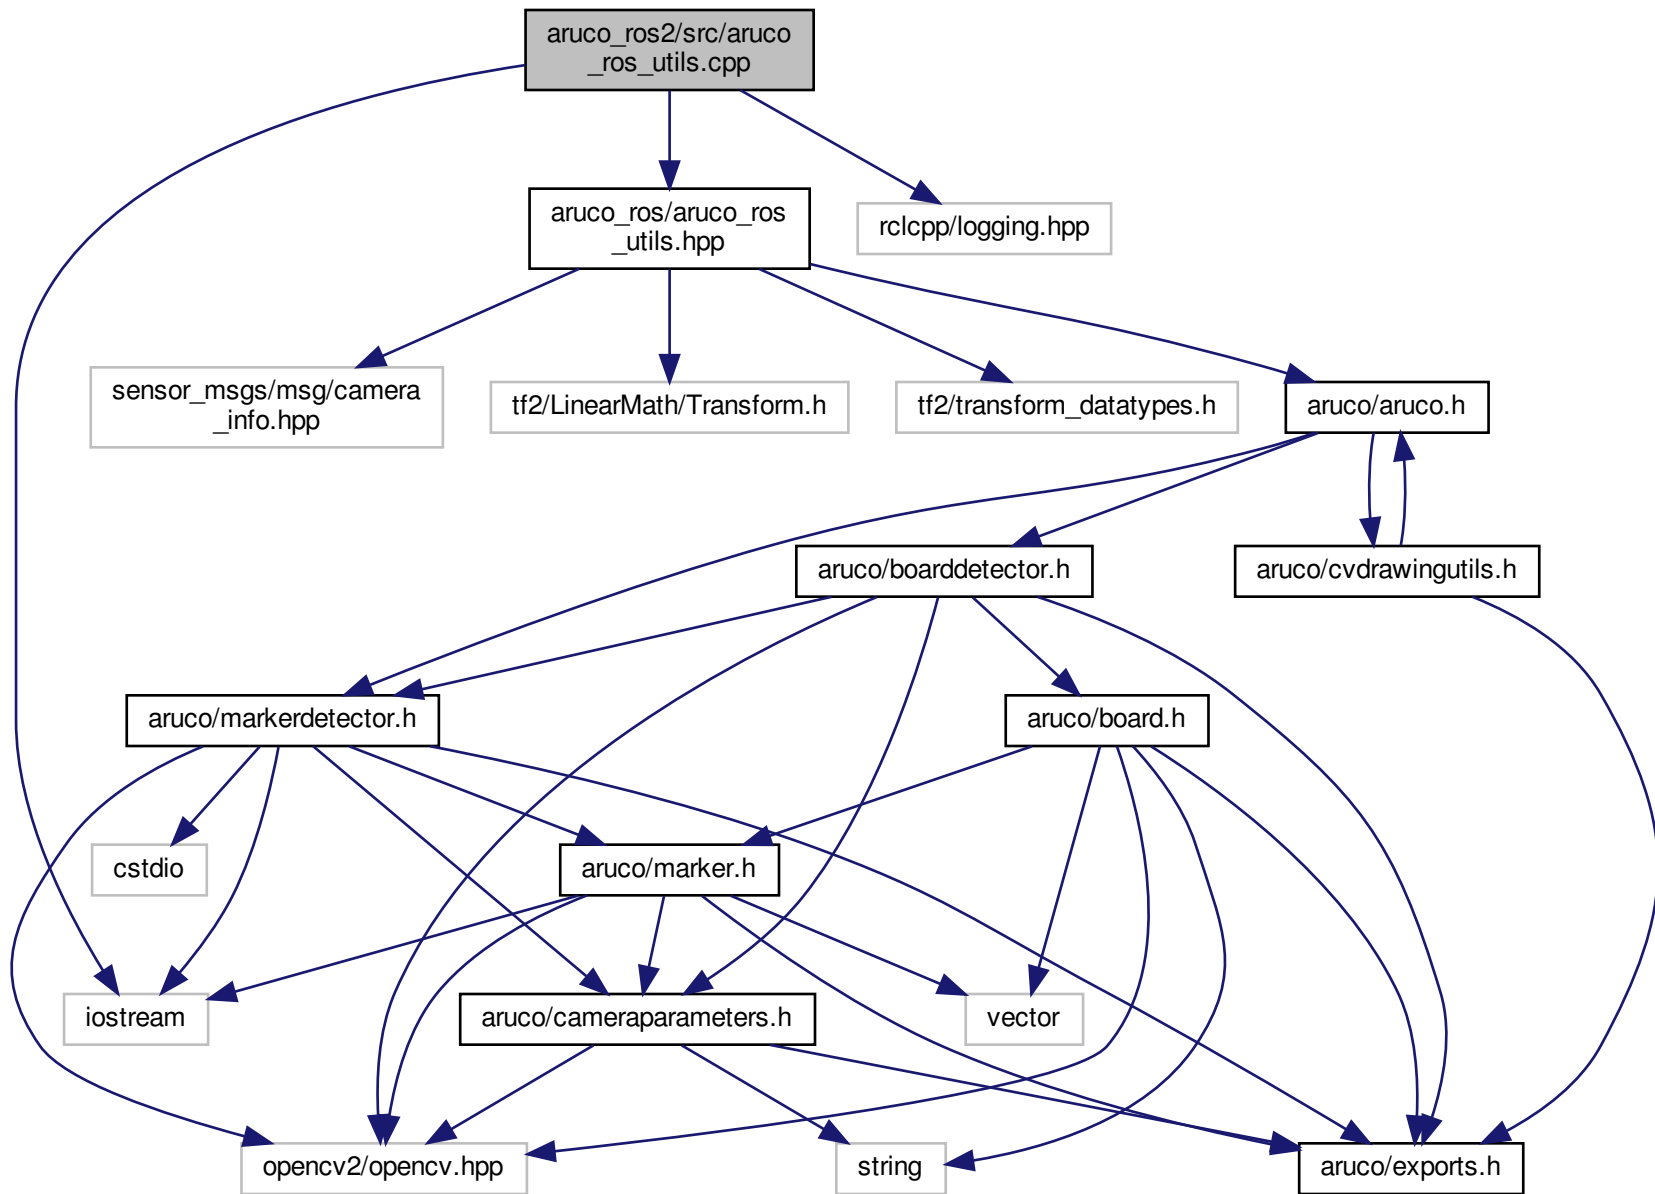 aruco_ros2/src/aruco
_ros_utils.cpp
aruco_ros/aruco_ros
_utils.hpp
rclcpp/logging.hpp
sensor_msgs/msg/camera
_info.hpp
tf2/LinearMath/Transform.h
tf2/transform_datatypes.h
aruco/aruco.h
aruco/boarddetector.h
aruco/cvdrawingutils.h
aruco/markerdetector.h
aruco/board.h
cstdio
aruco/marker.h
iostream
aruco/cameraparameters.h
vector
opencv2/opencv.hpp
string
aruco/exports.h